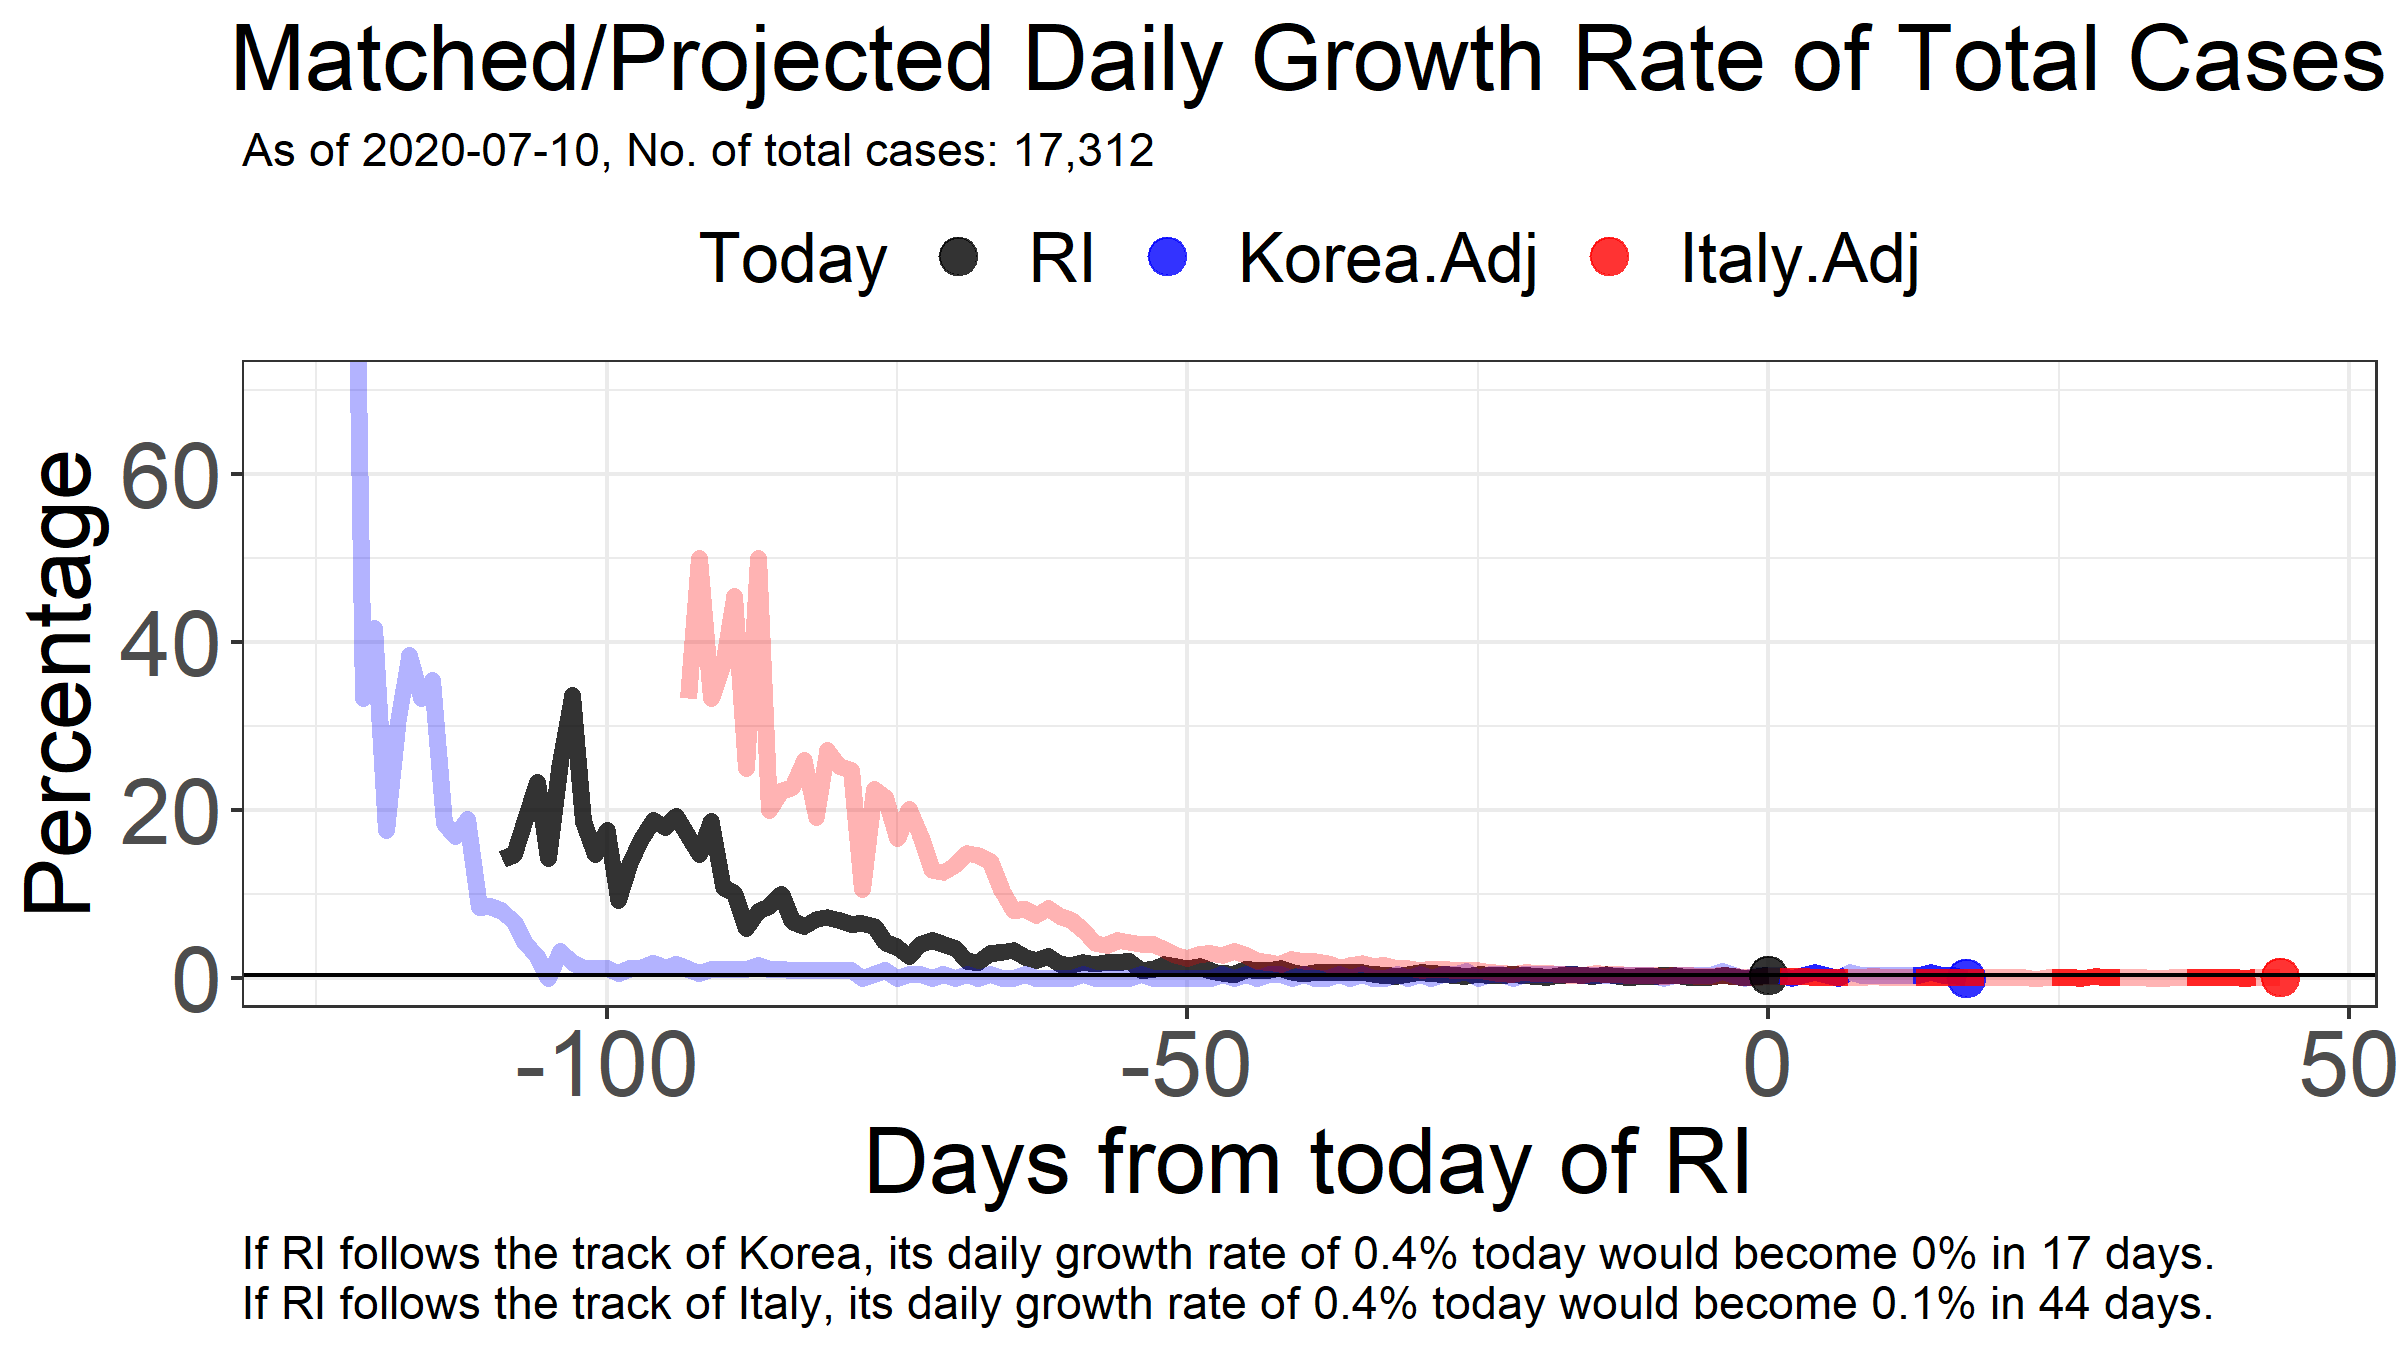 Matched/Projected Daily Growth Rate of Total Cases
As of 2020-07-10, No. of total cases: 17,312
Today RI Korea.Adj Italy.Adj
Percentage
60
40
20
0
-100 -50 0 50
Days from today of RI
If RI follows the track of Korea, its daily growth rate of 0.4% today would become 0% in 17 days.
If RI follows the track of Italy, its daily growth rate of 0.4% today would become 0.1% in 44 days.